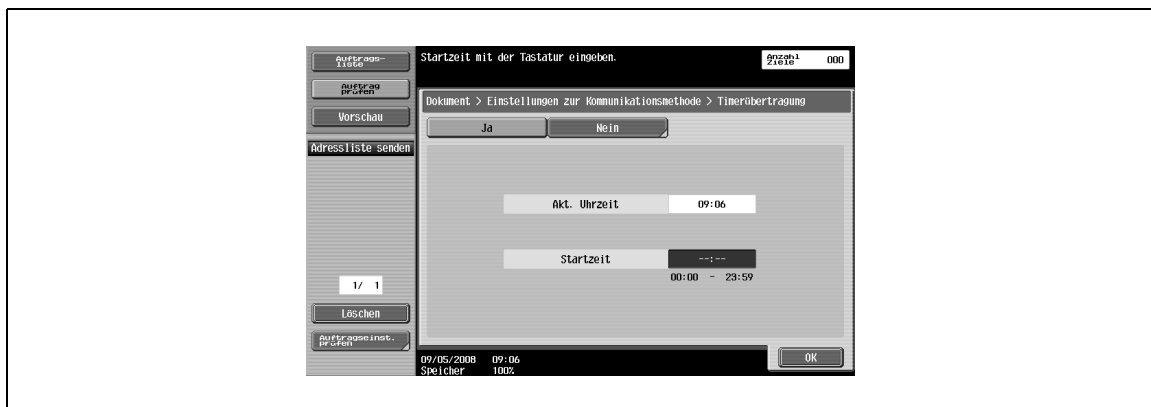 Auftrags-
liste
Auftrag
prüfen
Vorschau
Adressliste senden
1/ 1
Löschen
Auftragseinst.
prüfen
Startzeit mit der Tastatur eingeben.
Anzahl
Ziele 000
Dokument > Einstellungen zur Kommunikationsmethode > Timerübertragung
Ja Nein
Akt. Uhrzeit 09:06
Startzeit --:--
00:00 - 23:59
09/05/2008 09:06
Speicher 100%
OK